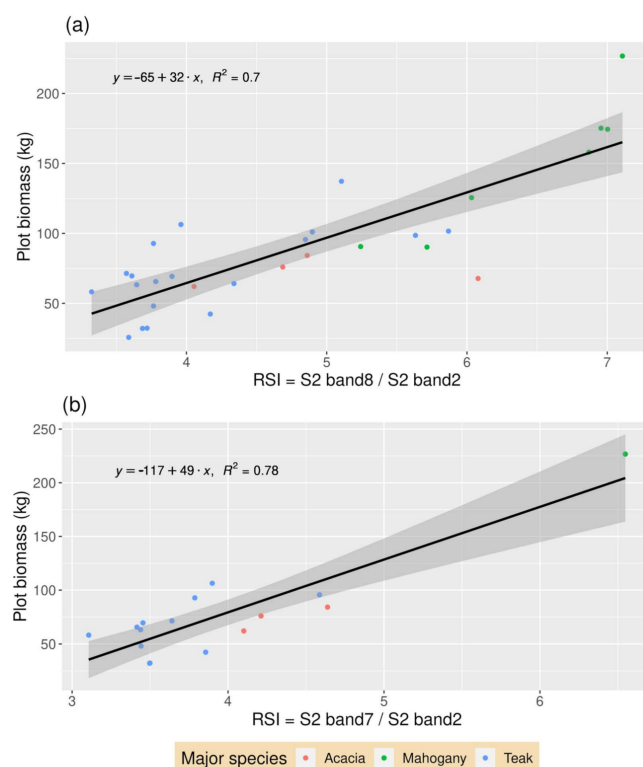 (a)
y = -65 + 32 · x, R² = 0.7
200
150
100
50
Plot biomass (kg)
4 5 6 7
RSI = S2 band8 / S2 band2
(b)
250
y = -117 + 49 · x, R² = 0.78
200
150
100
50
Plot biomass (kg)
3 4 5 6
RSI = S2 band7 / S2 band2
Major species Acacia Mahogany Teak